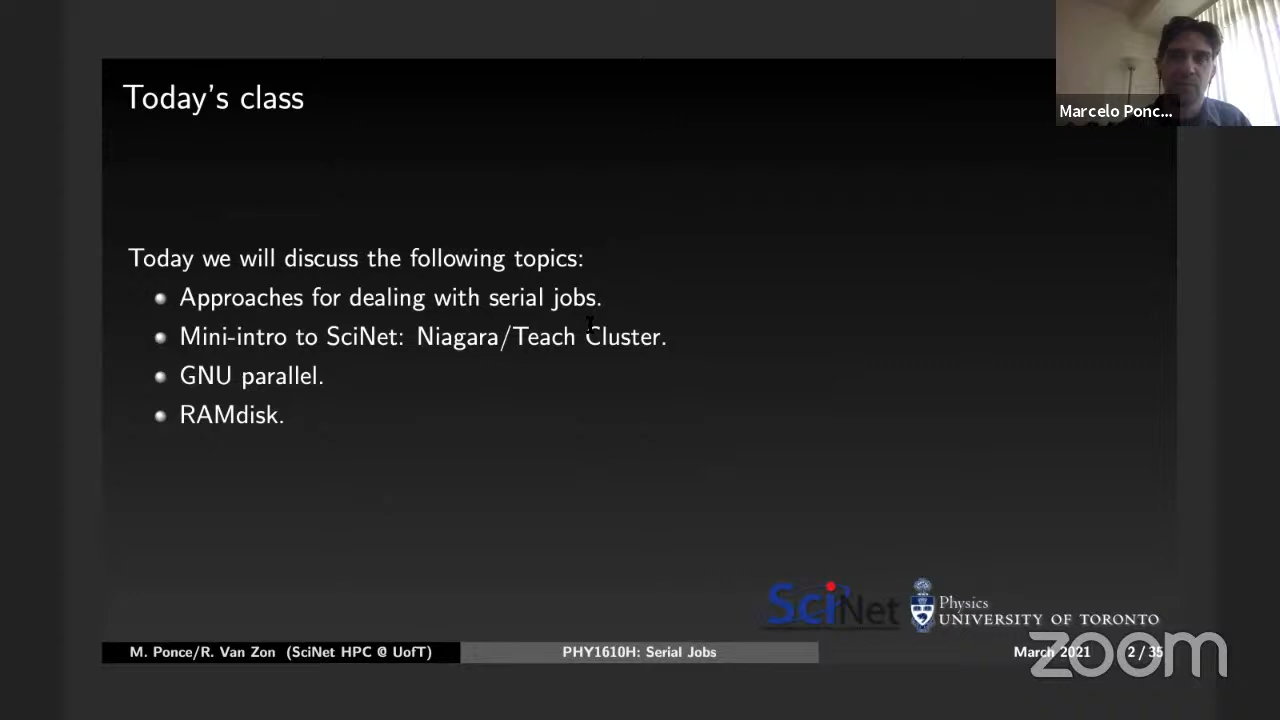 Today's class
Marcelo Ponc...
Today we will discuss the following topics:
Approaches for dealing with serial jobs.
Mini-intro to SciNet: Niagara/Teach Cluster.
GNU parallel.
RAMdisk.
SciNet
Physics
UNIVERSITY OF TORONTO
M. Ponce/R. Van Zon (SciNet HPC @ UofT)
PHY1610H: Serial Jobs
March 2021
2 / 35
zoom